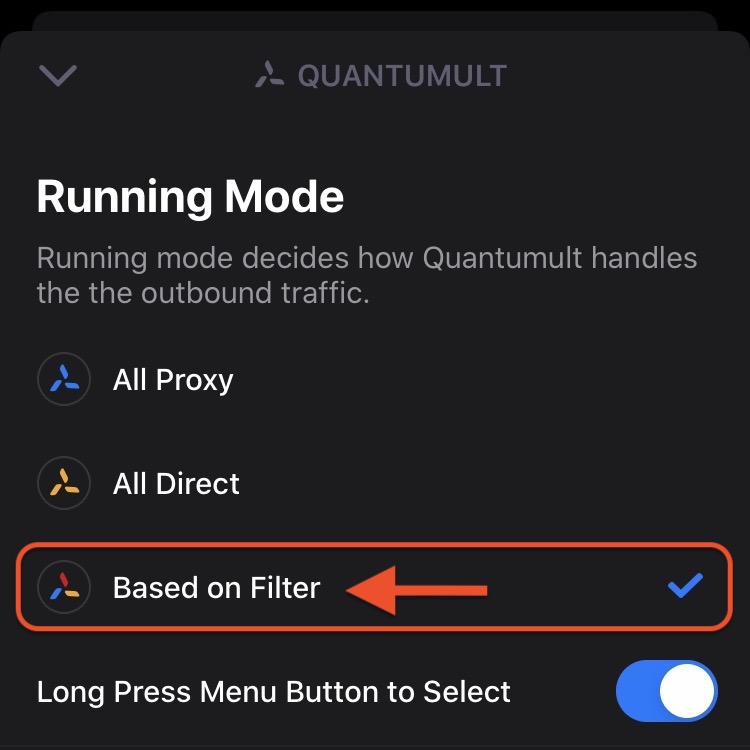 QUANTUMULT
Running Mode
Running mode decides how Quantumult handles
the the outbound traffic.
All Proxy
All Direct
Based on Filter
Long Press Menu Button to Select